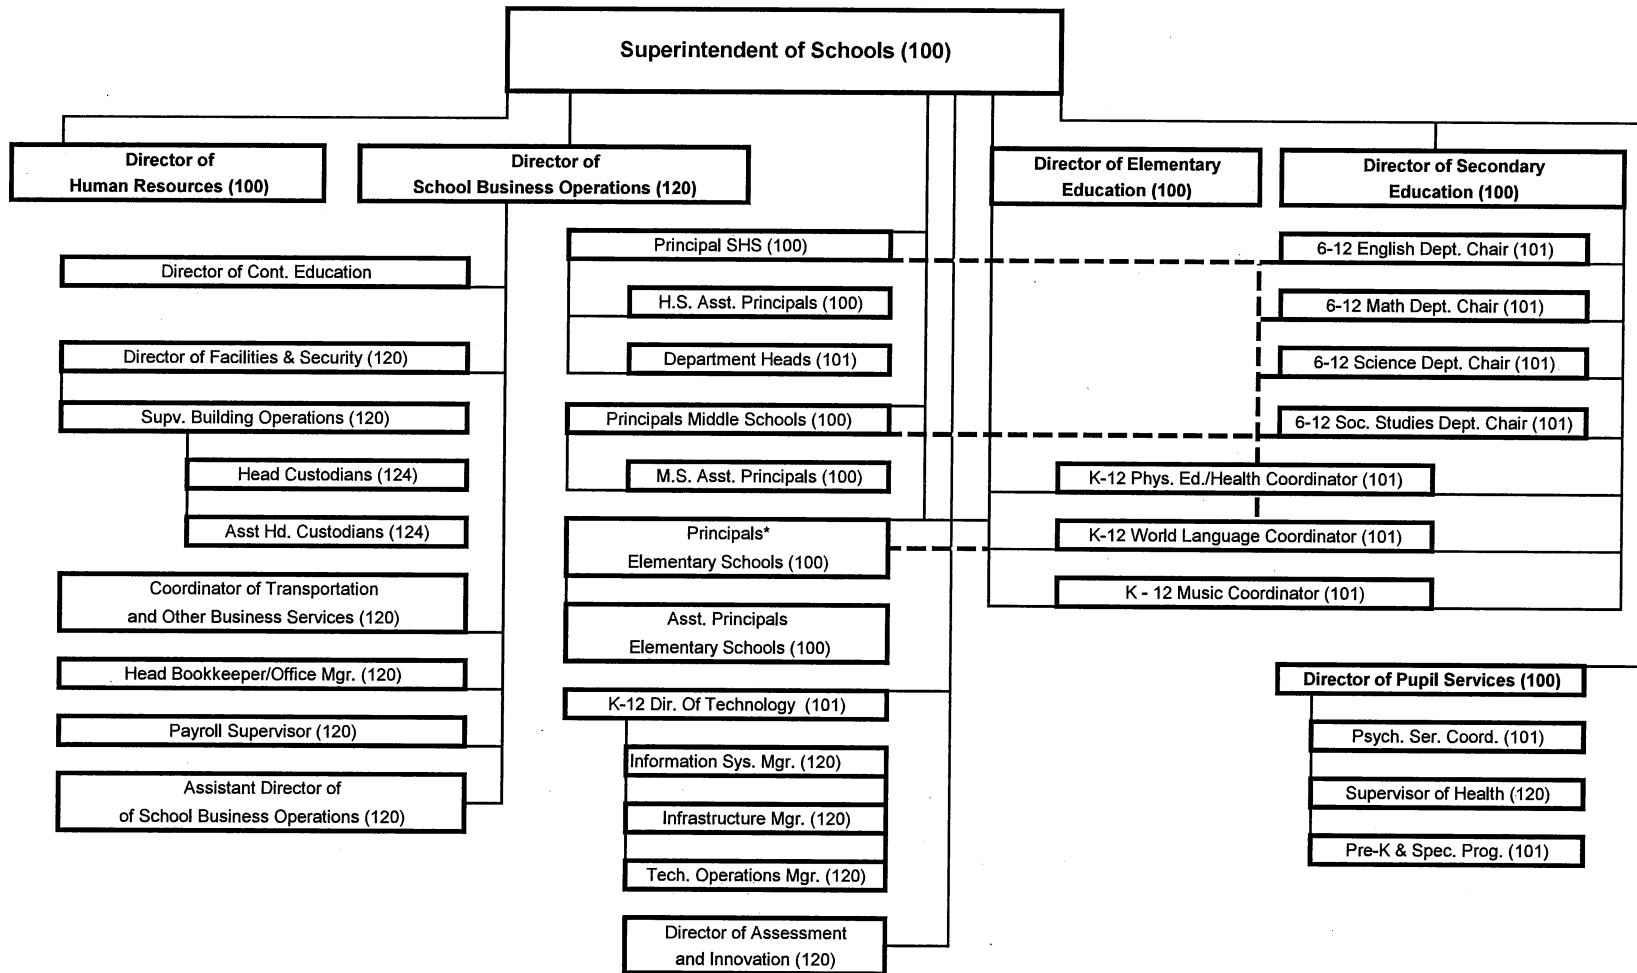 Superintendent of Schools (100)
Director of
Human Resources (100)
Director of
School Business Operations (120)
Director of Elementary
Education (100)
Director of Secondary
Education (100)
Director of Cont. Education
Director of Facilities & Security (120)
Supv. Building Operations (120)
Head Custodians (124)
Asst Hd. Custodians (124)
Coordinator of Transportation
and Other Business Services (120)
Head Bookkeeper/Office Mgr. (120)
Payroll Supervisor (120)
Assistant Director of
of School Business Operations (120)
Principal SHS (100)
H.S. Asst. Principals (100)
Department Heads (101)
Principals Middle Schools (100)
M.S. Asst. Principals (100)
Principals*
Elementary Schools (100)
Asst. Principals
Elementary Schools (100)
K-12 Dir. Of Technology (101)
Information Sys. Mgr. (120)
Infrastructure Mgr. (120)
Tech. Operations Mgr. (120)
Director of Assessment
and Innovation (120)
6-12 English Dept. Chair (101)
6-12 Math Dept. Chair (101)
6-12 Science Dept. Chair (101)
6-12 Soc. Studies Dept. Chair (101)
K-12 Phys. Ed./Health Coordinator (101)
K-12 World Language Coordinator (101)
K - 12 Music Coordinator (101)
Director of Pupil Services (100)
Psych. Ser. Coord. (101)
Supervisor of Health (120)
Pre-K & Spec. Prog. (101)